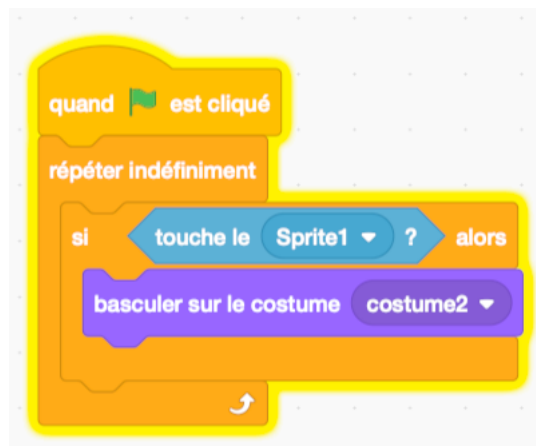 quand est cliqué
répéter indéfiniment
si touche le Sprite1 ? alors
basculer sur le costume costume2